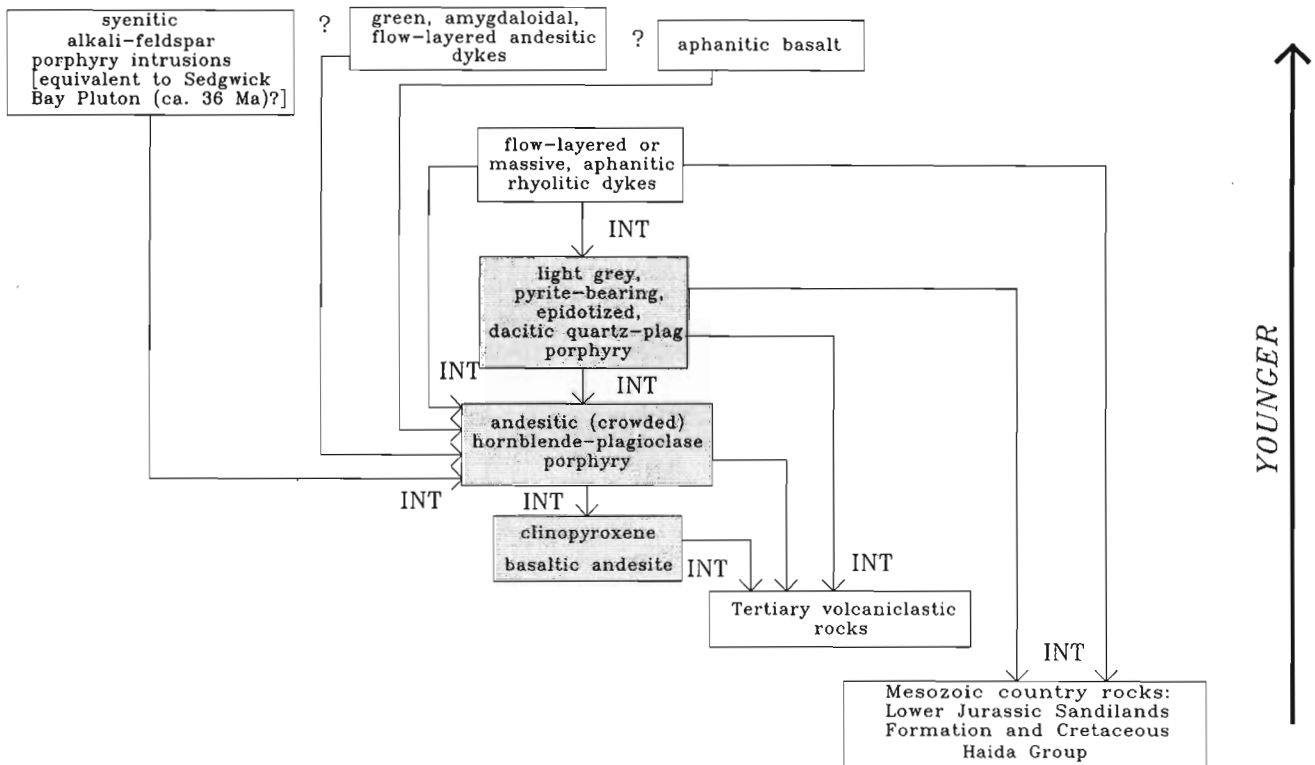 syenitic
alkali-feldspar
porphyry intrusions
[equivalent to Sedgwick
Bay Pluton (ca. 36 Ma)?]
?
green, amygdaloidal,
flow-layered andesitic
dykes
?
aphanitic basalt
flow-layered or
massive, aphanitic
rhyolitic dykes
INT
light grey,
pyrite-bearing,
epidotized,
dacitic quartz-plag
porphyry
INT
INT
andesitic (crowded)
hornblende-plagioclase
porphyry
INT
INT
clinopyroxene
basaltic andesite
INT
INT
Tertiary volcaniclastic
rocks
INT
Mesozoic country rocks:
Lower Jurassic Sandilands
Formation and Cretaceous
Haida Group
YOUNGER